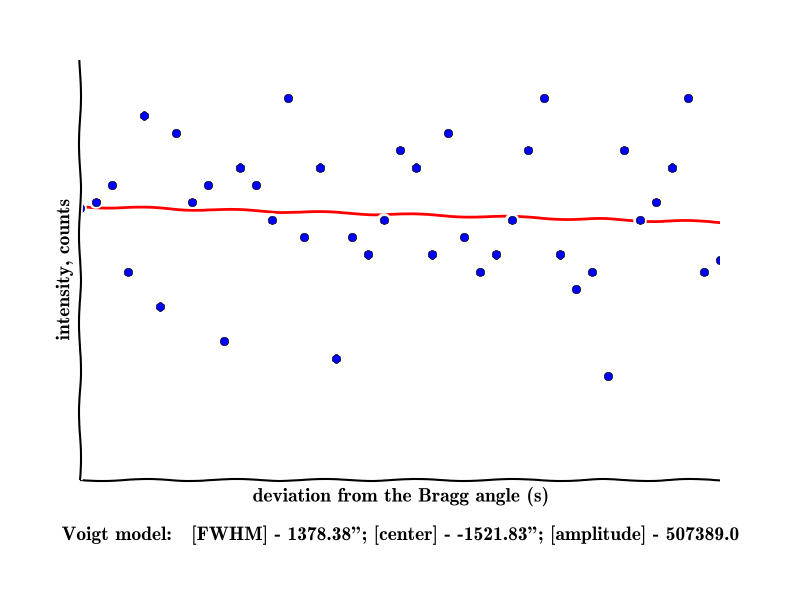 intensity, counts
deviation from the Bragg angle (s)
Voigt model: [FWHM] - 1378.38”; [center] - -1521.83”; [amplitude] - 507389.0